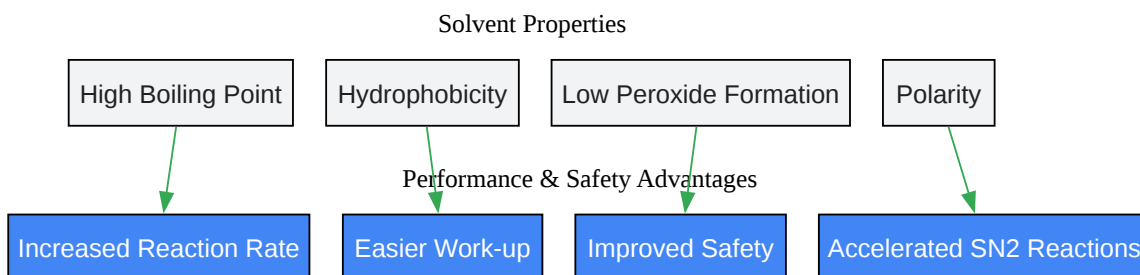 Solvent Properties
High Boiling Point
Hydrophobicity
Low Peroxide Formation
Polarity
Performance & Safety Advantages
Increased Reaction Rate
Easier Work-up
Improved Safety
Accelerated SN2 Reactions